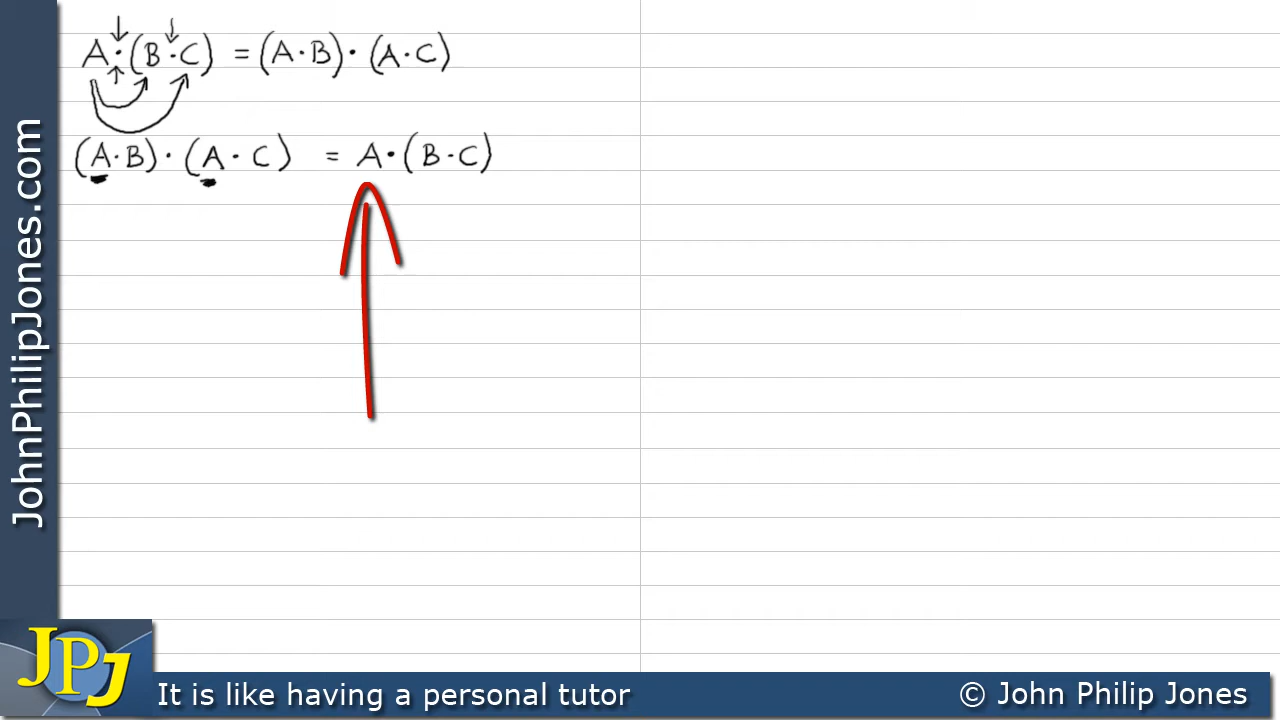 A·(B·C) = (A·B)·(A·C)
(A·B)·(A·C) = A·(B·C)
JohnPhilipJones.com
JPJ
It is like having a personal tutor
© John Philip Jones